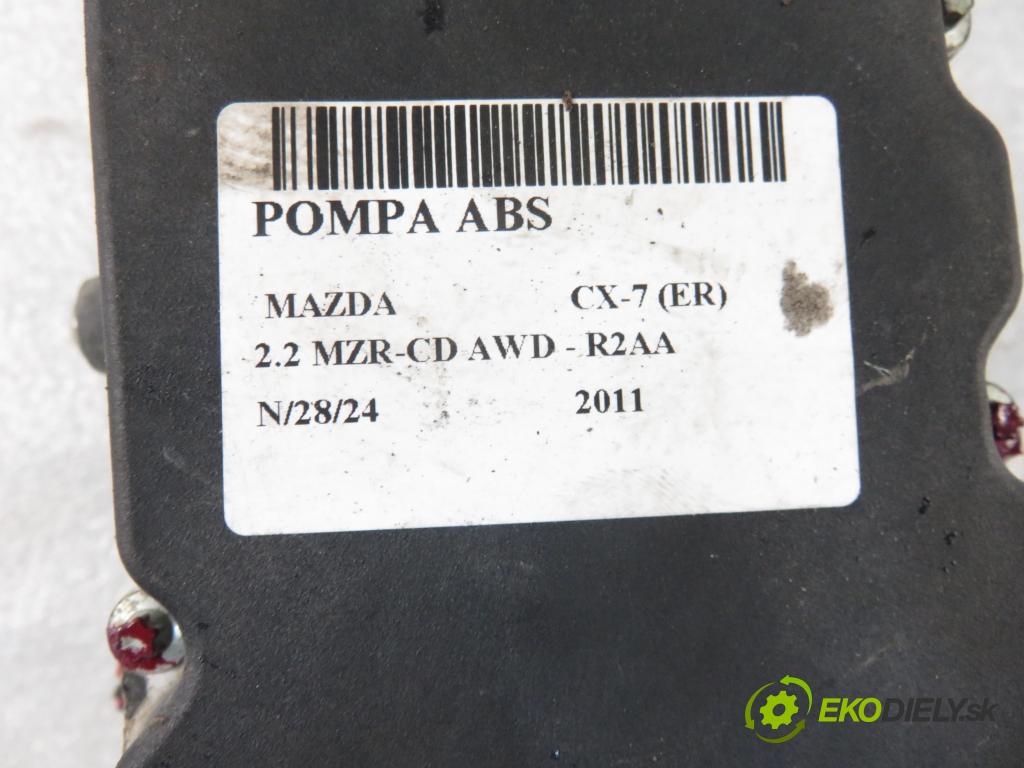 POMPA ABS
MAZDA CX-7 (ER)
2.2 MZR-CD AWD - R2AA
N/28/24 2011
EKODIELY.sk